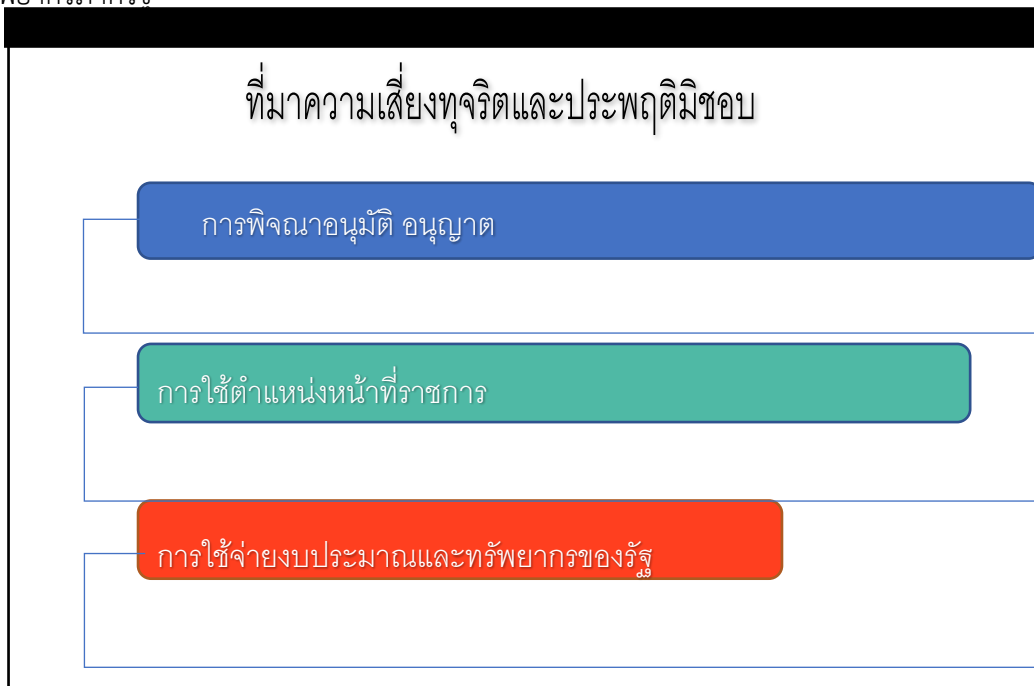 ที่มาความเสี่ยงทุจริตและประพฤติมิชอบ
การพิจณาอนุมัติ อนุญาต
การใช้ตำแหน่งหน้าที่ราชการ
การใช้จ่ายงบประมาณและทรัพยากรของรัฐ